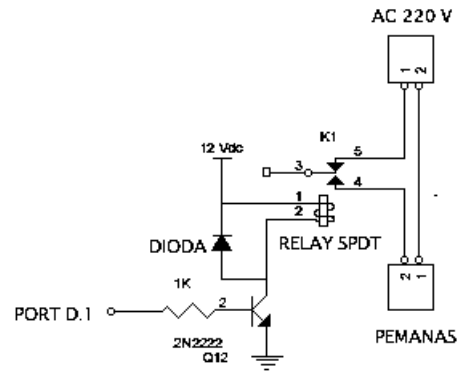 AC 220 V
1 2
K1
5
12 Vdc
3
4
1
2
DIODA
RELAY SPDT
1K
2
2 1
PORT D.1
2N2222
Q12
PEMANAS